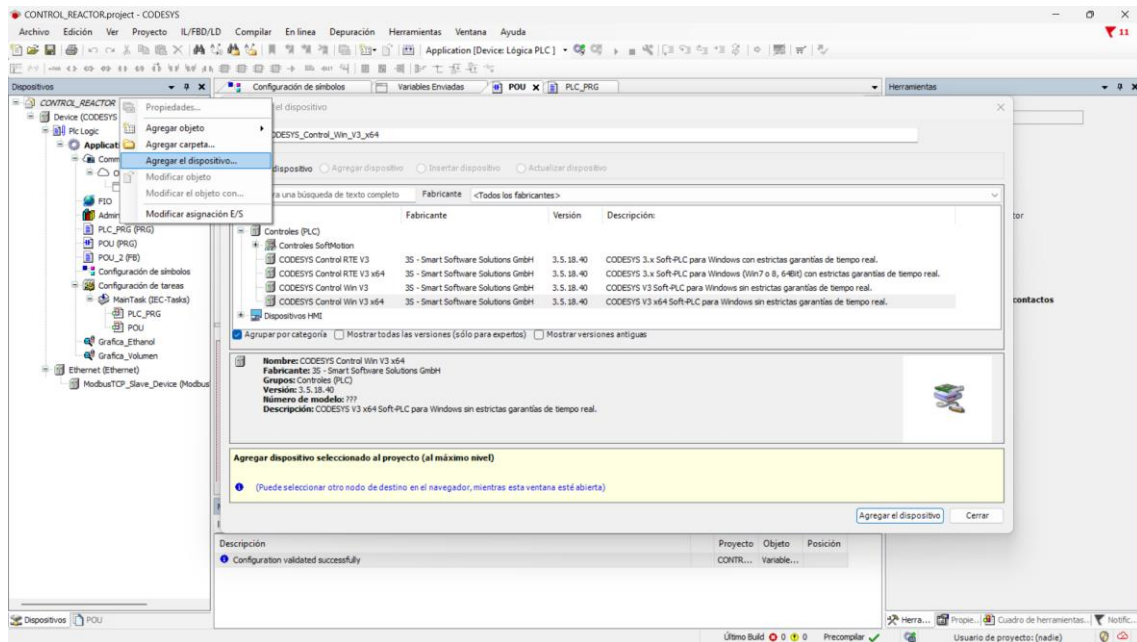 CONTROL_REACTOR.project - CODESYS
Archivo Edición Ver Proyecto IL/FBD/LD Compilar En línea Depuración Herramientas Ventana Ayuda
11
Application [Device: Lógica PLC]
Dispositivos
Configuración de símbolos Variables Enviadas POU PLC_PRG
Herramientas
CONTROL_REACTOR
Device (CODESYS
Plc Logic
Applicati
Comm
PIO
Admin
PLC_PRG (PRG)
POU (PRG)
POU_2 (FB)
Configuración de símbolos
Configuración de tareas
MainTask (IEC-Tasks)
PLC_PRG
POU
Grafica_Ethanol
Grafica_Volumen
Ethernet (Ethernet)
ModbusTCP_Slave_Device (Modbus
Propiedades...
Agregar objeto
Agregar carpeta...
Agregar el dispositivo...
Modificar objeto
Modificar el objeto con...
Modificar asignación E/S
el dispositivo
ODESYS_Control_Win_V3_x64
dispositivo Agregar dispositivo Insertar dispositivo Actualizar dispositivo
ra una búsqueda de texto completo Fabricante <Todos los fabricantes>
Fabricante Versión Descripción:
Controles (PLC)
Controles SoftMotion
CODESYS Control RTE V3 3S - Smart Software Solutions GmbH 3.5.18.40 CODESYS 3.x Soft-PLC para Windows con estrictas garantías de tiempo real.
CODESYS Control RTE V3 x64 3S - Smart Software Solutions GmbH 3.5.18.40 CODESYS 3.x Soft-PLC para Windows (Win7 o 8, 64Bit) con estrictas garantías de tiempo real.
CODESYS Control Win V3 3S - Smart Software Solutions GmbH 3.5.18.40 CODESYS V3 Soft-PLC para Windows sin estrictas garantías de tiempo real.
CODESYS Control Win V3 x64 3S - Smart Software Solutions GmbH 3.5.18.40 CODESYS V3 x64 Soft-PLC para Windows sin estrictas garantías de tiempo real.
Dispositivos HMI
Agrupar por categoría Mostrar todas las versiones (sólo para expertos) Mostrar versiones antiguas
Nombre: CODESYS Control Win V3 x64
Fabricante: 3S - Smart Software Solutions GmbH
Grupos: Controles (PLC)
Versión: 3.5.18.40
Número de modelo: ???
Descripción: CODESYS V3 x64 Soft-PLC para Windows sin estrictas garantías de tiempo real.
Agregar dispositivo seleccionado al proyecto (al máximo nivel)
(Puede seleccionar otro nodo de destino en el navegador, mientras esta ventana esté abierta)
Agregar el dispositivo Cerrar
tor
contactos
Descripción Proyecto Objeto Posición
Configuration validated successfully CONTR... Variable...
Dispositivos POU
Herra... Propie... Cuadro de herramientas... Notific...
Último Build 0 0 Precompilar Usuario de proyecto: (nadie)